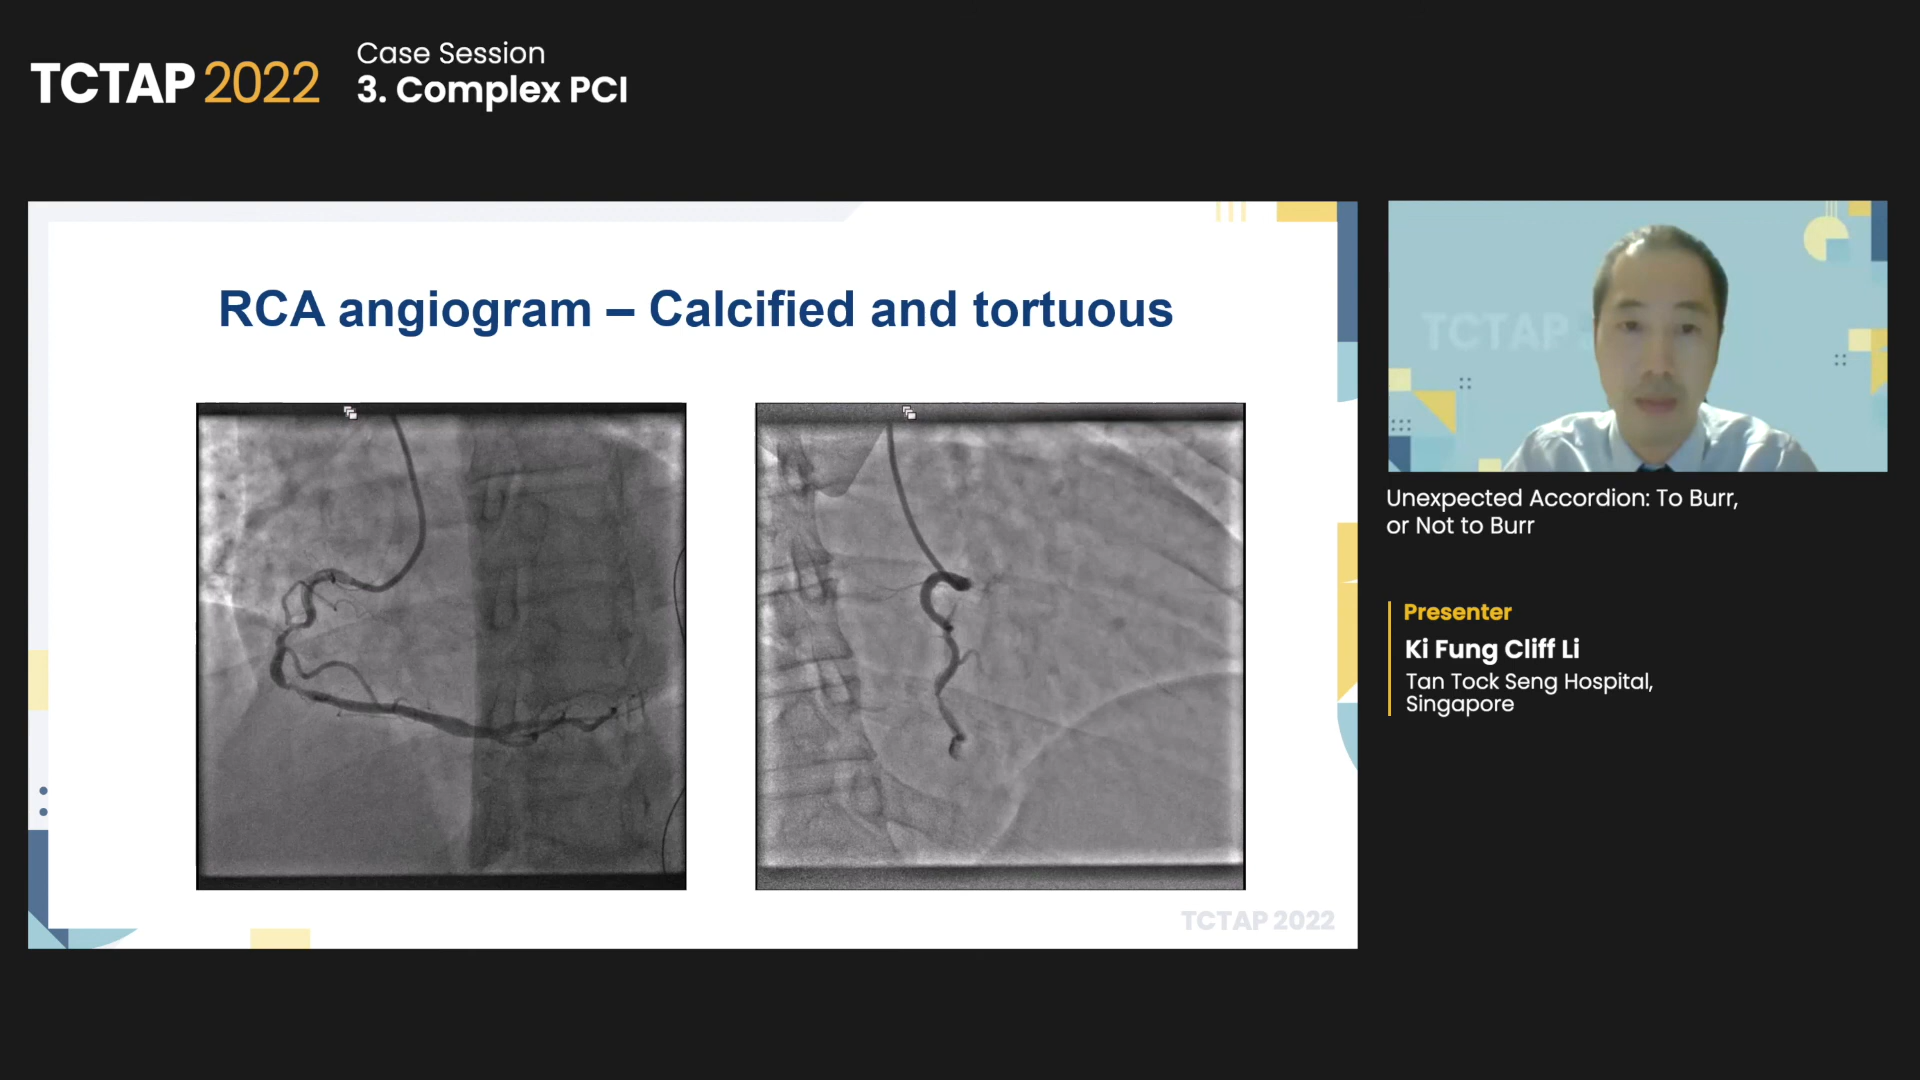 TCTAP 2022
Case Session
3. Complex PCI
RCA angiogram – Calcified and tortuous
TCTAP 2022
TCTAP
Unexpected Accordion: To Burr,
or Not to Burr
Presenter
Ki Fung Cliff Li
Tan Tock Seng Hospital,
Singapore